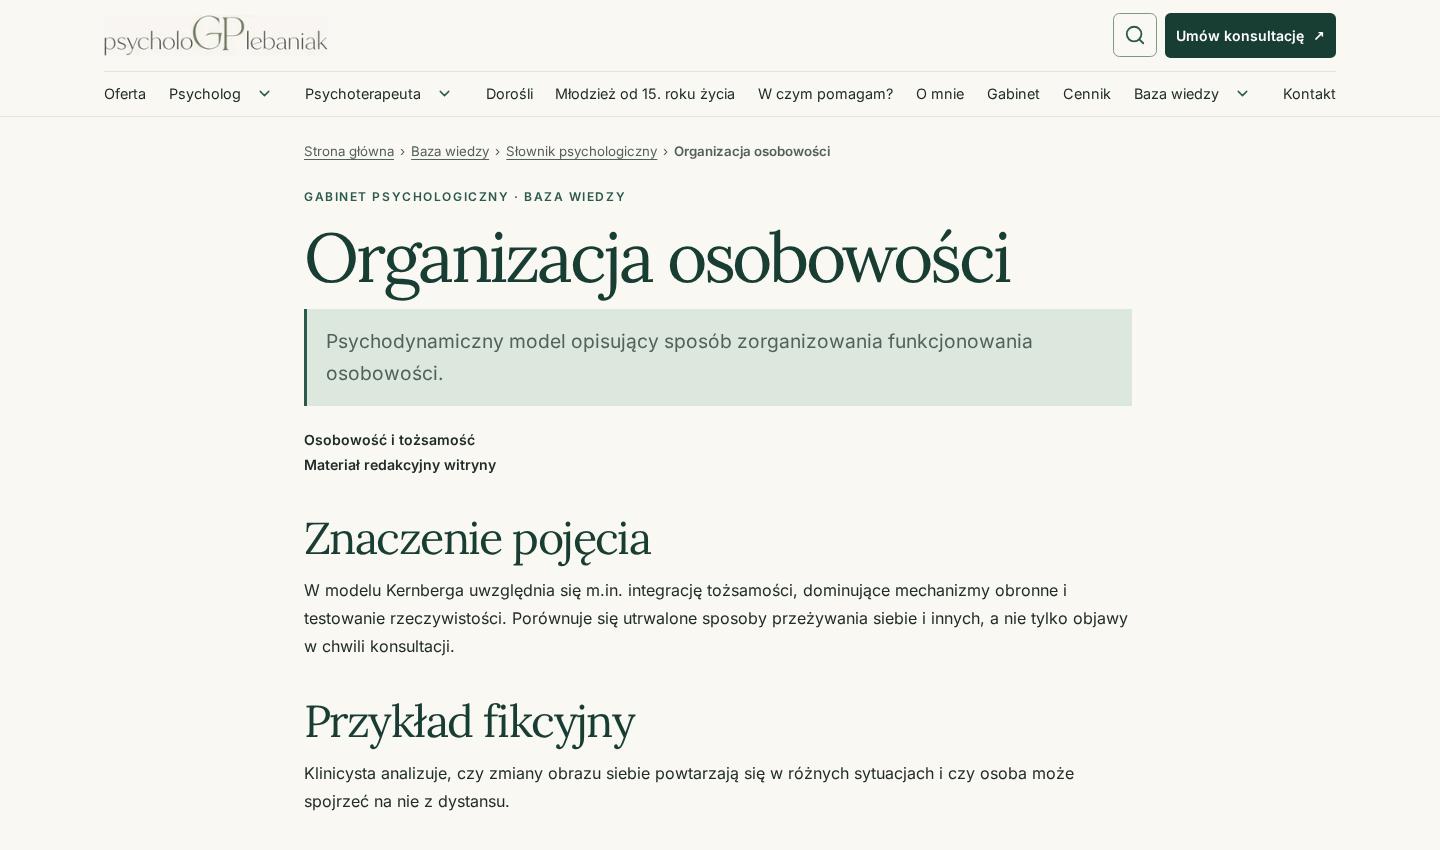 psycholoGPlebaniak
Umów konsultację ↗
Oferta Psycholog Psychoterapeuta Dorośli Młodzież od 15. roku życia W czym pomagam? O mnie Gabinet Cennik Baza wiedzy Kontakt
Strona główna › Baza wiedzy › Słownik psychologiczny › Organizacja osobowości
GABINET PSYCHOLOGICZNY · BAZA WIEDZY
Organizacja osobowości
Psychodynamiczny model opisujący sposób zorganizowania funkcjonowania
osobowości.
Osobowość i tożsamość
Materiał redakcyjny witryny
Znaczenie pojęcia
W modelu Kernberga uwzględnia się m.in. integrację tożsamości, dominujące mechanizmy obronne i
testowanie rzeczywistości. Porównuje się utrwalone sposoby przeżywania siebie i innych, a nie tylko objawy
w chwili konsultacji.
Przykład fikcyjny
Klinicysta analizuje, czy zmiany obrazu siebie powtarzają się w różnych sytuacjach i czy osoba może
spojrzeć na nie z dystansu.